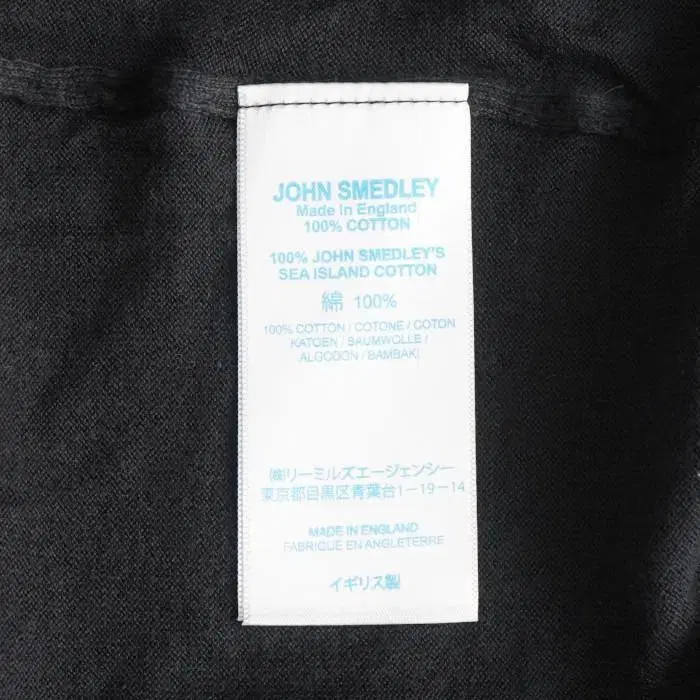 JOHN SMEDLEY
Made in England
100% COTTON
100% JOHN SMEDLEY'S
SEA ISLAND COTTON
綿 100%
100% COTTON / COTONE / COTON
KATOEN / BAUMWOLLE /
ALGODON / BAMBAKI
㈱リーミルズエージェンシー
東京都目黒区青葉台1-19-14
MADE IN ENGLAND
FABRIQUE EN ANGLETERRE
イギリス製